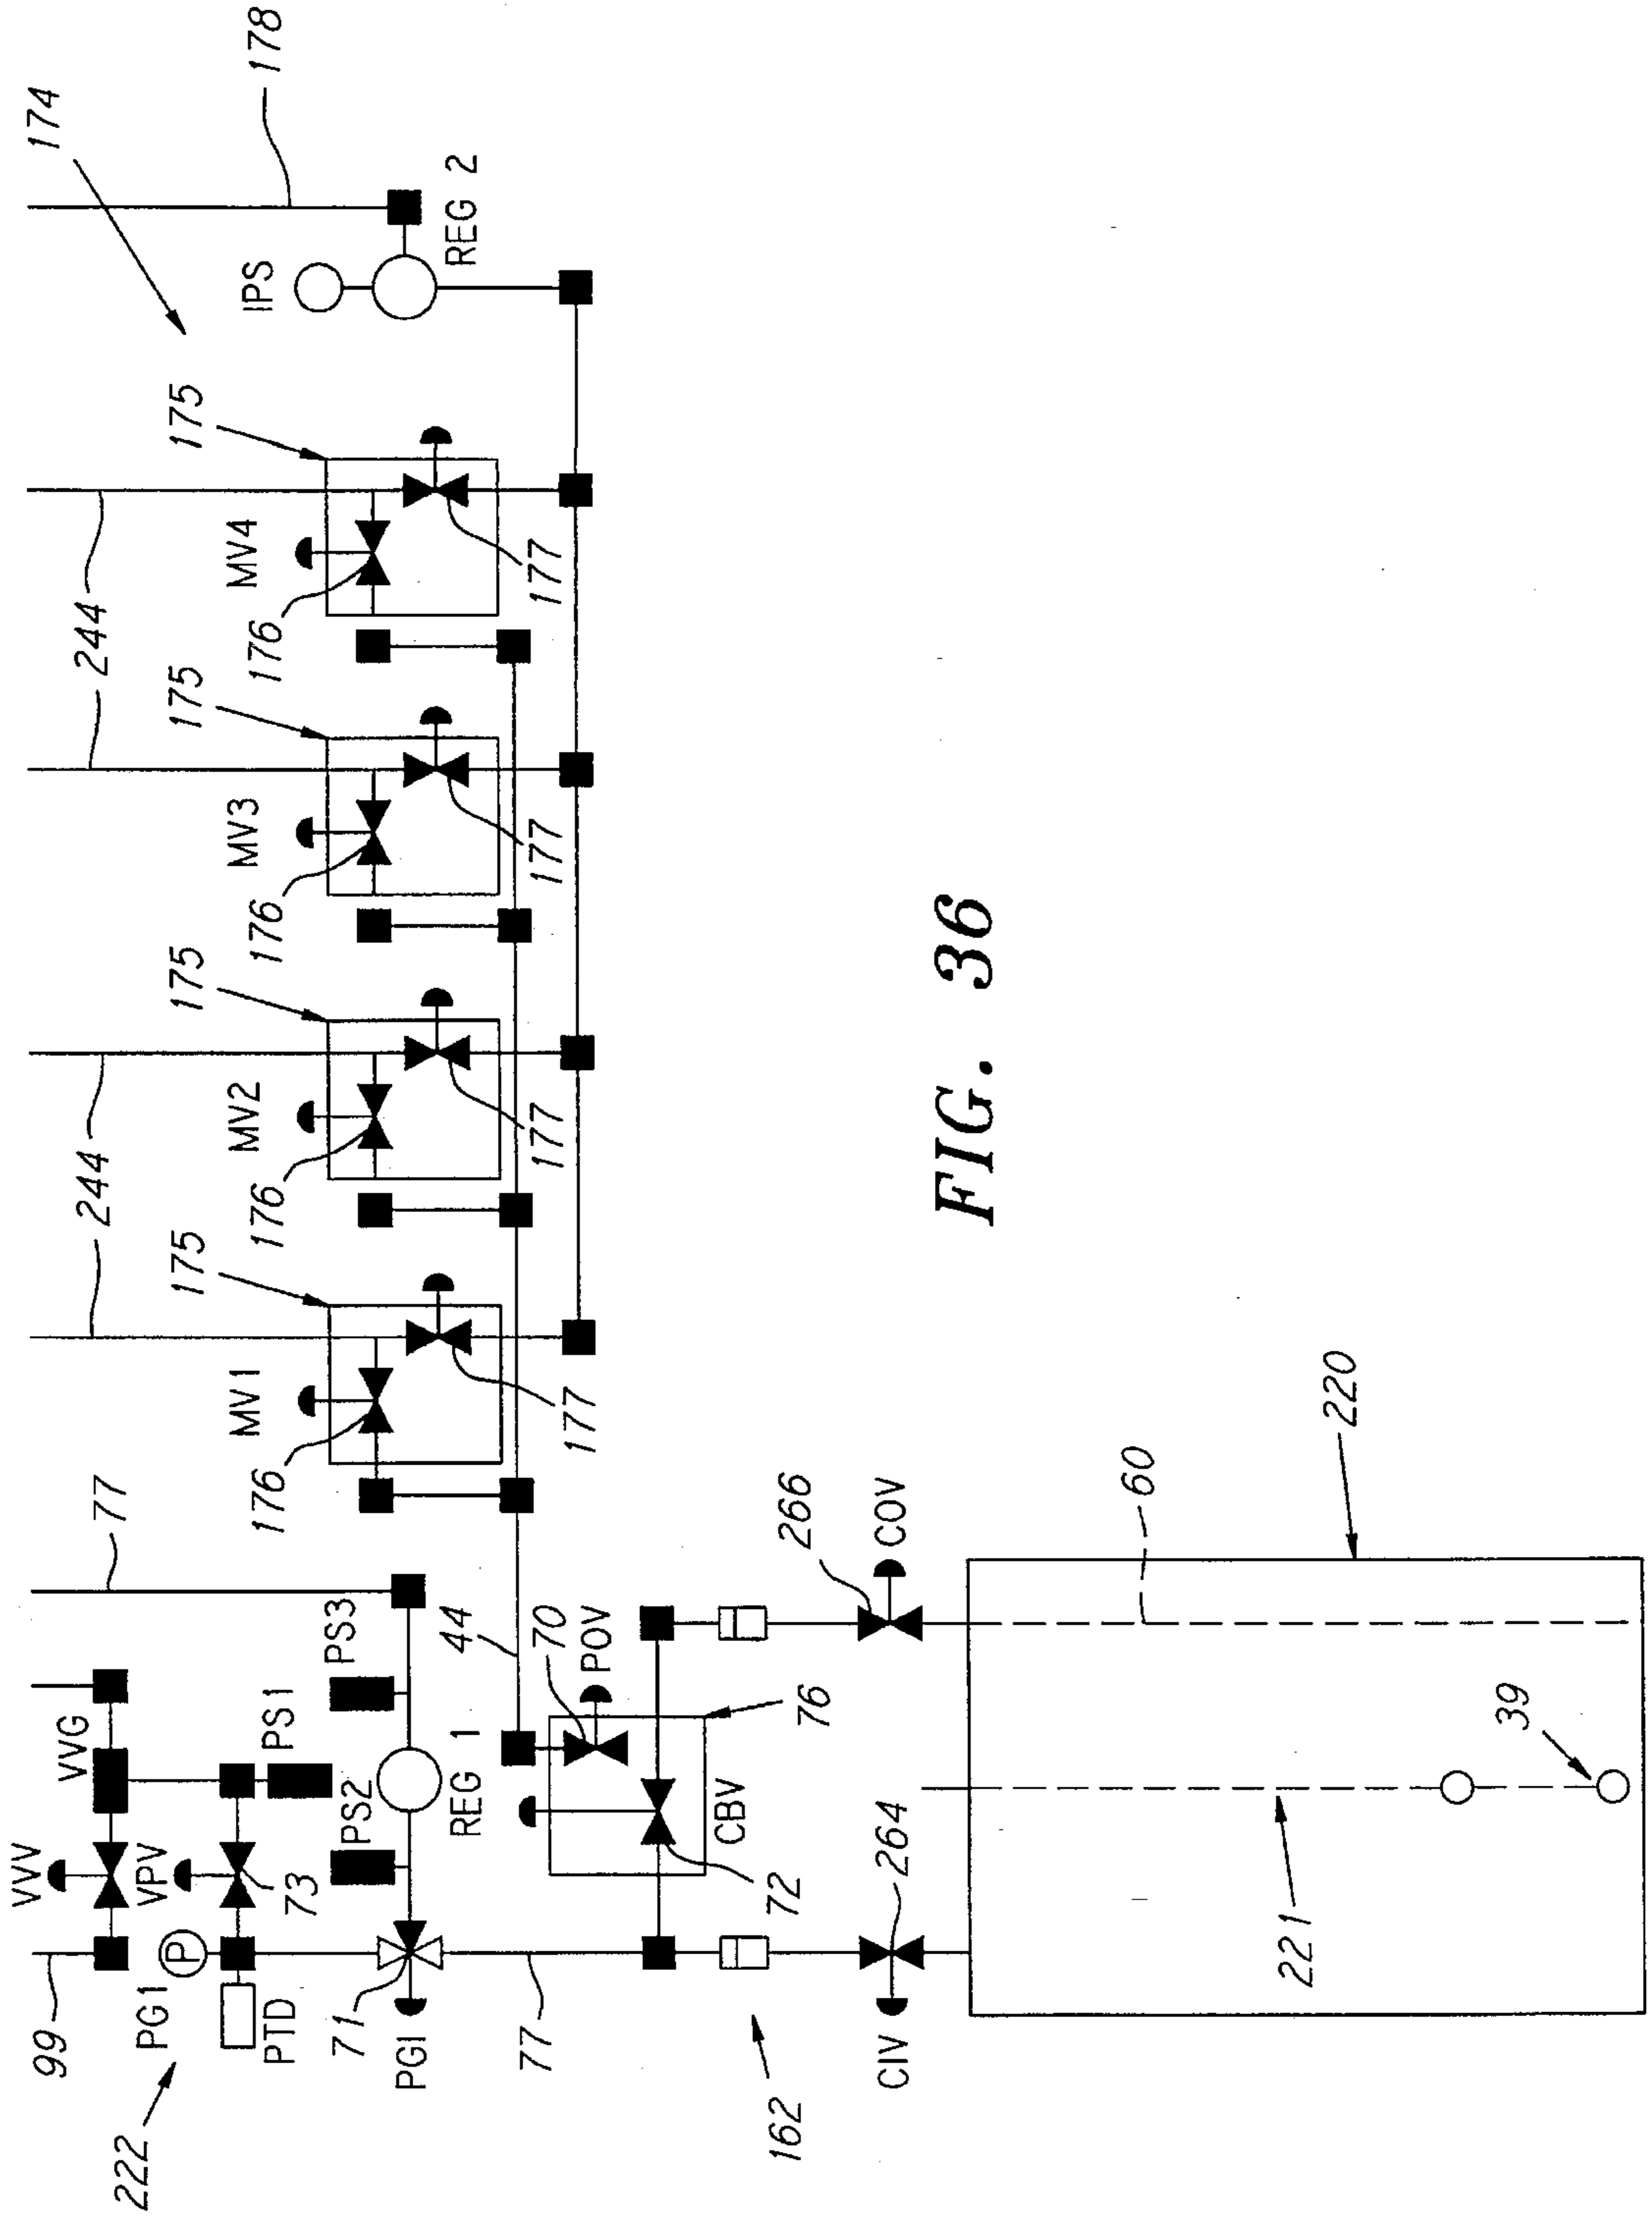 222
99
PG1
P
PTD
VVV
VPV
73
VVG
PS1
PS2
PS3
77
71
PGI
REG 1
77
44
70
POV
CBV
72
76
162
CIV
264
266
COV
60
220
221
39
MV1
176
175
177
244
MV2
176
175
177
244
MV3
176
175
177
244
MV4
176
175
177
IPS
REG 2
174
178
FIG. 36